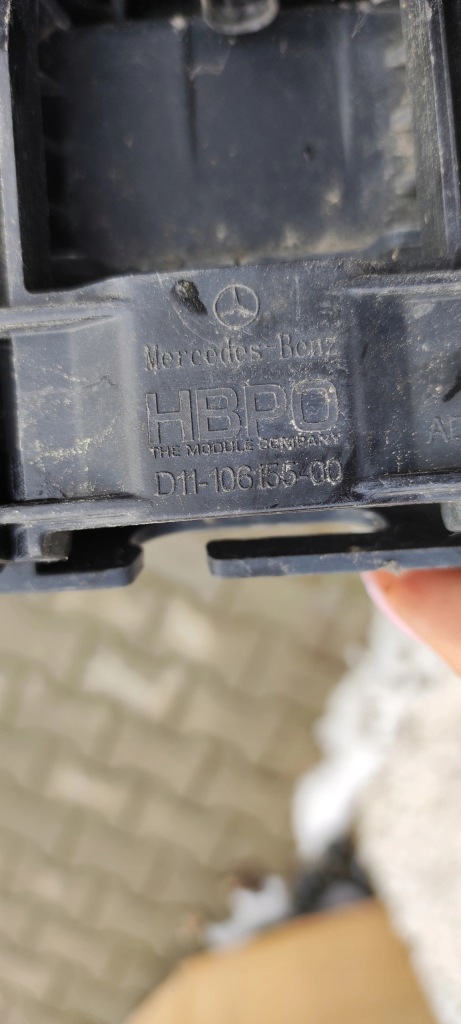 Mercedes-Benz
HBPO
THE MODULE COMPANY
D11-106155-00